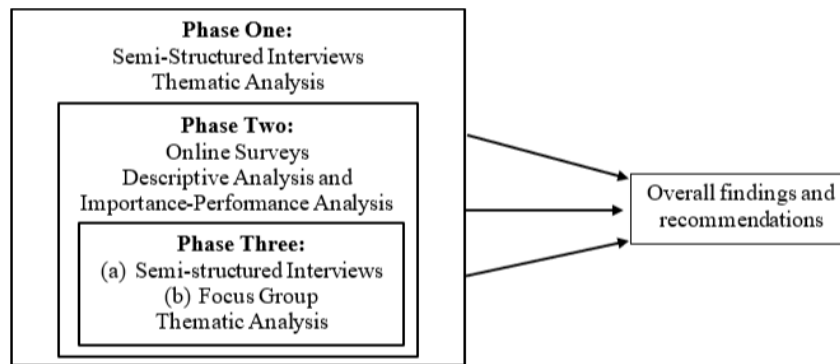 Phase One:
Semi-Structured Interviews
Thematic Analysis
Phase Two:
Online Surveys
Descriptive Analysis and
Importance-Performance Analysis
Phase Three:
(a) Semi-structured Interviews
(b) Focus Group
Thematic Analysis
Overall findings and
recommendations